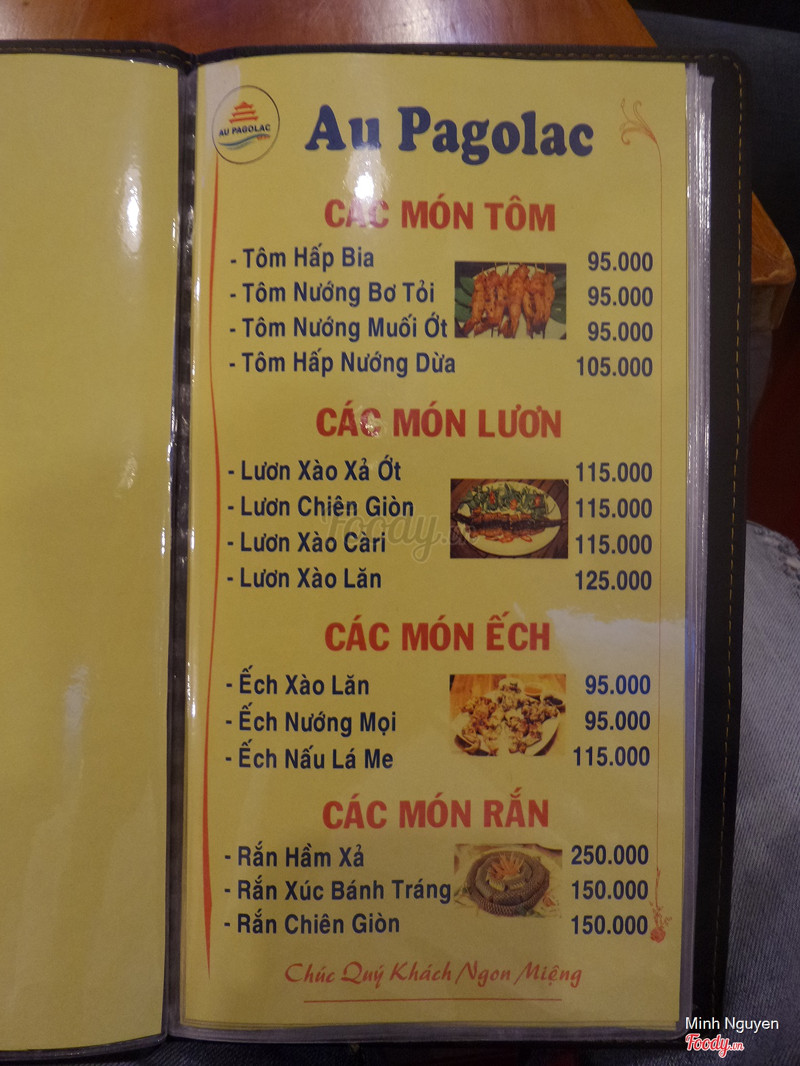 AU PAGOLAC
Au Pagolac
CÁC MÓN TÔM
- Tôm Hấp Bia 95.000
- Tôm Nướng Bơ Tỏi 95.000
- Tôm Nướng Muối Ớt 95.000
- Tôm Hấp Nướng Dừa 105.000
CÁC MÓN LƯƠN
- Lươn Xào Xả Ớt 115.000
- Lươn Chiên Giòn 115.000
- Lươn Xào Càri 115.000
- Lươn Xào Lăn 125.000
Foody.vn
CÁC MÓN ẾCH
- Ếch Xào Lăn 95.000
- Ếch Nướng Mọi 95.000
- Ếch Nấu Lá Me 115.000
CÁC MÓN RẮN
- Rắn Hầm Xả 250.000
- Rắn Xúc Bánh Tráng 150.000
- Rắn Chiên Giòn 150.000
Chúc Quý Khách Ngon Miệng
Minh Nguyen
Foody.vn